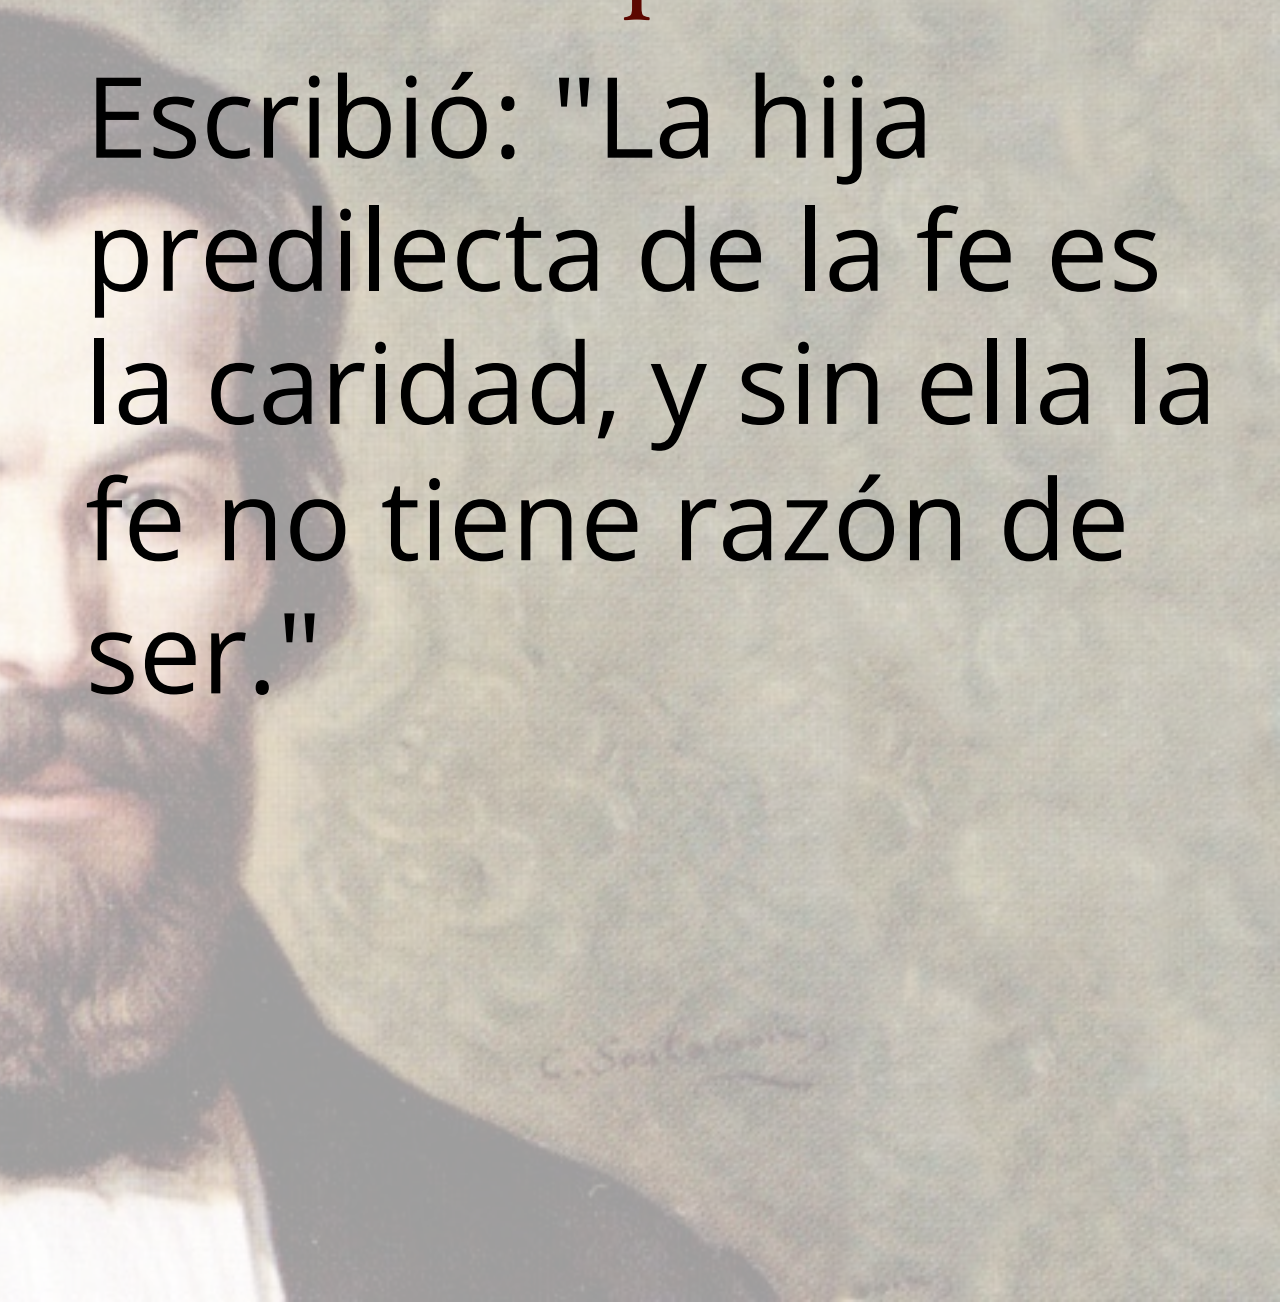 Escribió: "La hija
predilecta de la fe es
la caridad, y sin ella la
fe no tiene razón de
ser."